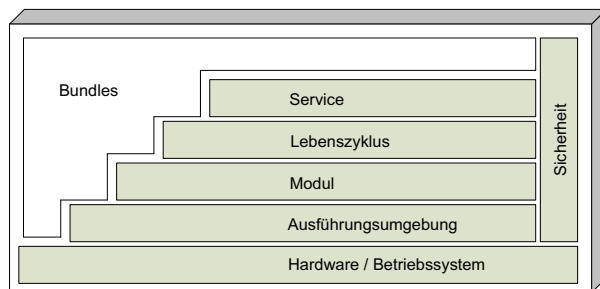 Bundles
Service
Lebenszyklus
Modul
Ausführungsumgebung
Hardware / Betriebssystem
Sicherheit